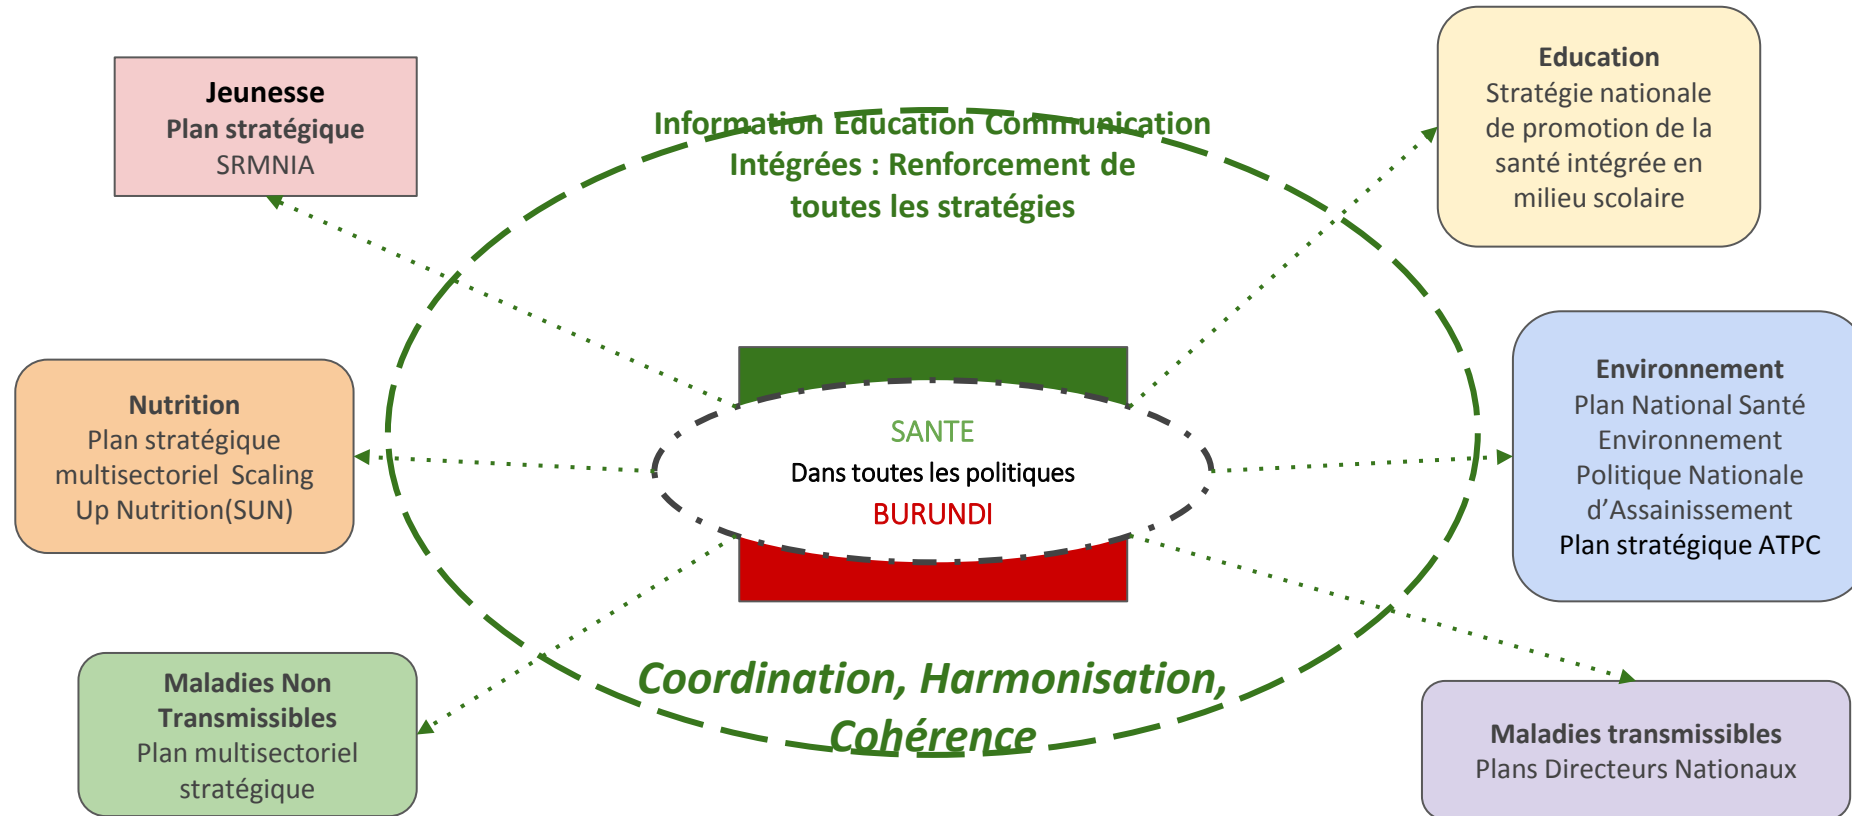 Jeunesse
Plan stratégique
SRMNIA
Information Education Communication
Intégrées : Renforcement de
toutes les stratégies
Education
Stratégie nationale
de promotion de la
santé intégrée en
milieu scolaire
Nutrition
Plan stratégique
multisectoriel  Scaling
Up Nutrition(SUN)
SANTE
Dans toutes les politiques
BURUNDI
Environnement
Plan National Santé
Environnement
Politique Nationale
d’Assainissement
Plan stratégique ATPC
Maladies Non
Transmissibles
Plan multisectoriel
stratégique
Coordination, Harmonisation,
Cohérence
Maladies transmissibles
Plans Directeurs Nationaux